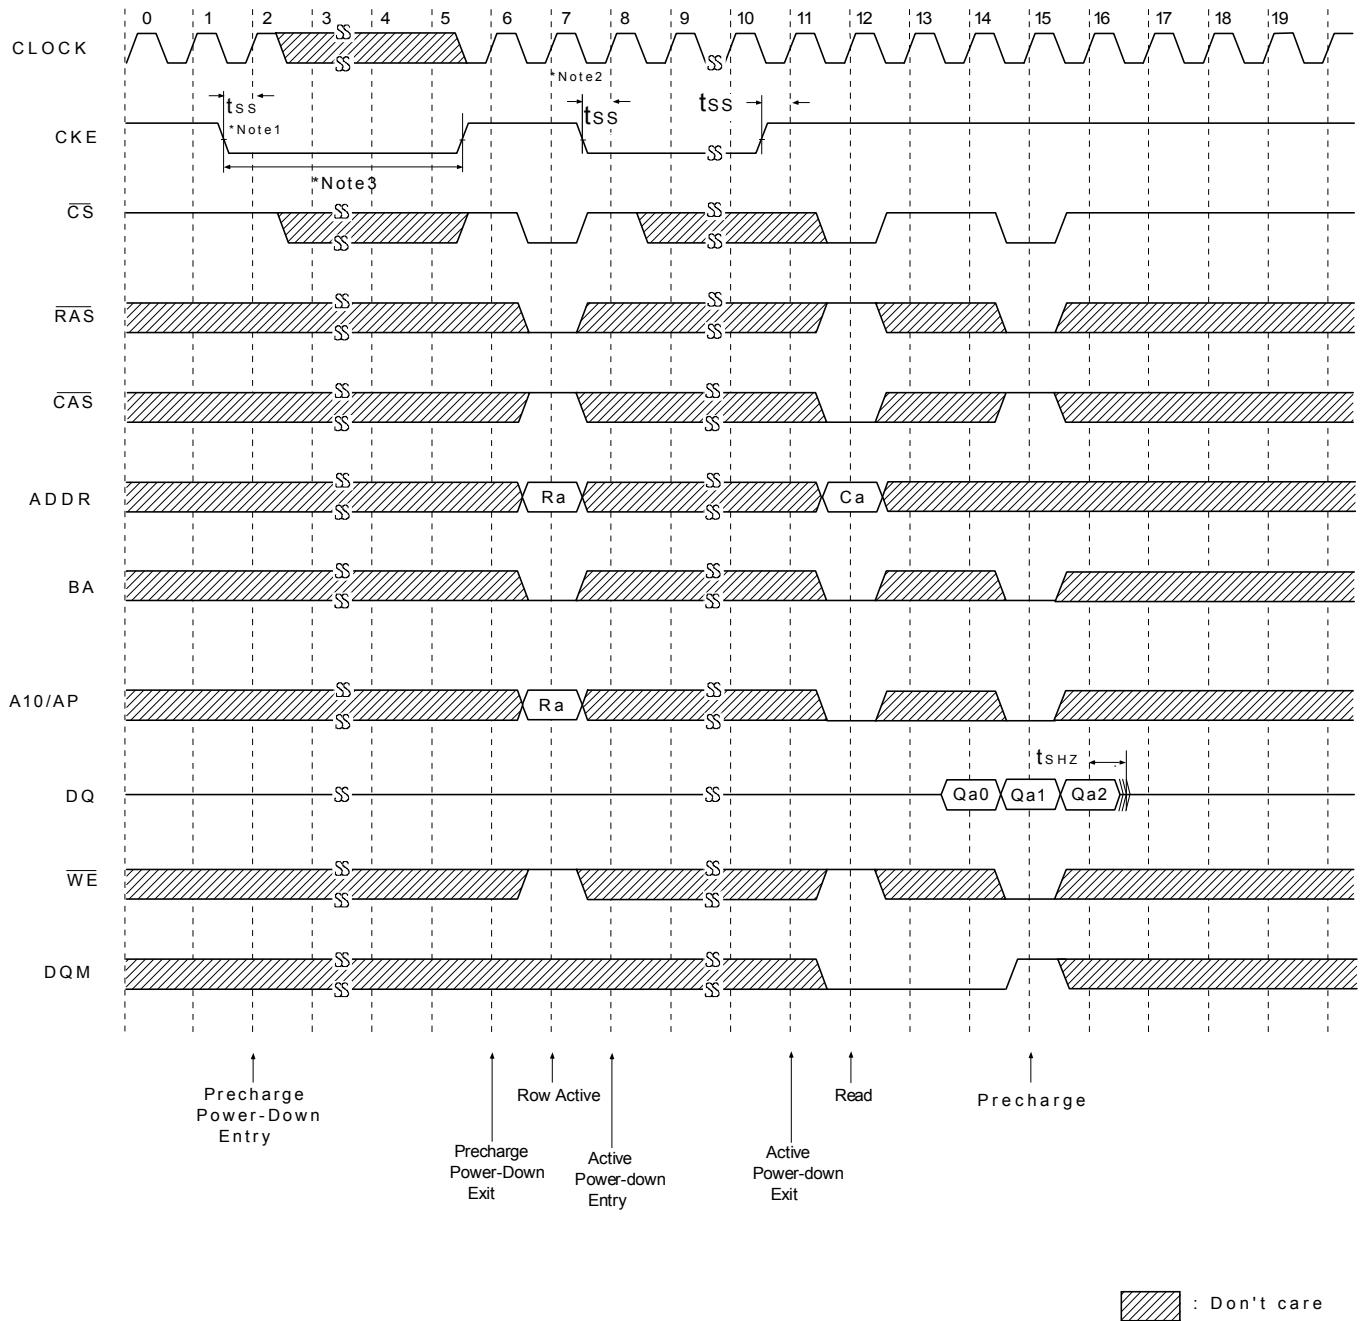 0 1 2 3 4 5 6 7 8 9 10 11 12 13 14 15 16 17 18 19
CLOCK
*Note2
tSS
tSS
tSS
*Note1
CKE
*Note3
CS
RAS
CAS
ADDR
Ra
Ca
BA
A10/AP
Ra
tSHZ
DQ
Qa0 Qa1 Qa2
WE
DQM
Precharge
Power-Down
Entry
Row Active
Read
Precharge
Precharge
Power-Down
Exit
Active
Power-down
Entry
Active
Power-down
Exit
: Don't care